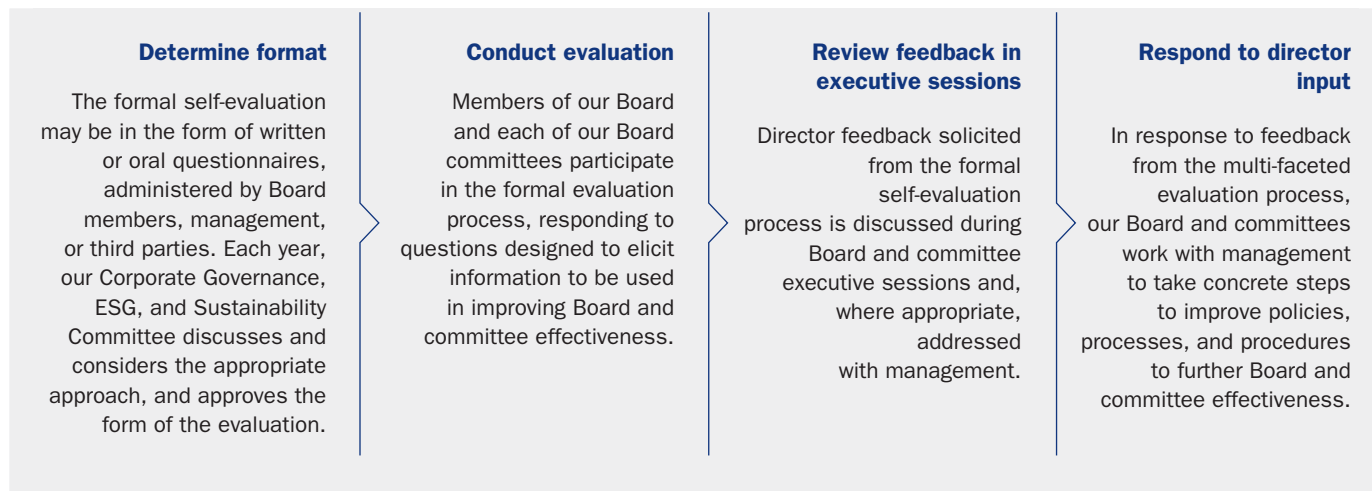 Determine format
The formal self-evaluation
may be in the form of written
or oral questionnaires,
administered by Board
members, management,
or third parties. Each year,
our Corporate Governance,
ESG, and Sustainability
Committee discusses and
considers the appropriate
approach, and approves the
form of the evaluation.
Conduct evaluation
Members of our Board
and each of our Board
committees participate
in the formal evaluation
process, responding to
questions designed to elicit
information to be used
in improving Board and
committee effectiveness.
Review feedback in
executive sessions
Director feedback solicited
from the formal
self-evaluation
process is discussed during
Board and committee
executive sessions and,
where appropriate,
addressed
with management.
Respond to director
input
In response to feedback
from the multi-faceted
evaluation process,
our Board and committees
work with management
to take concrete steps
to improve policies,
processes, and procedures
to further Board and
committee effectiveness.